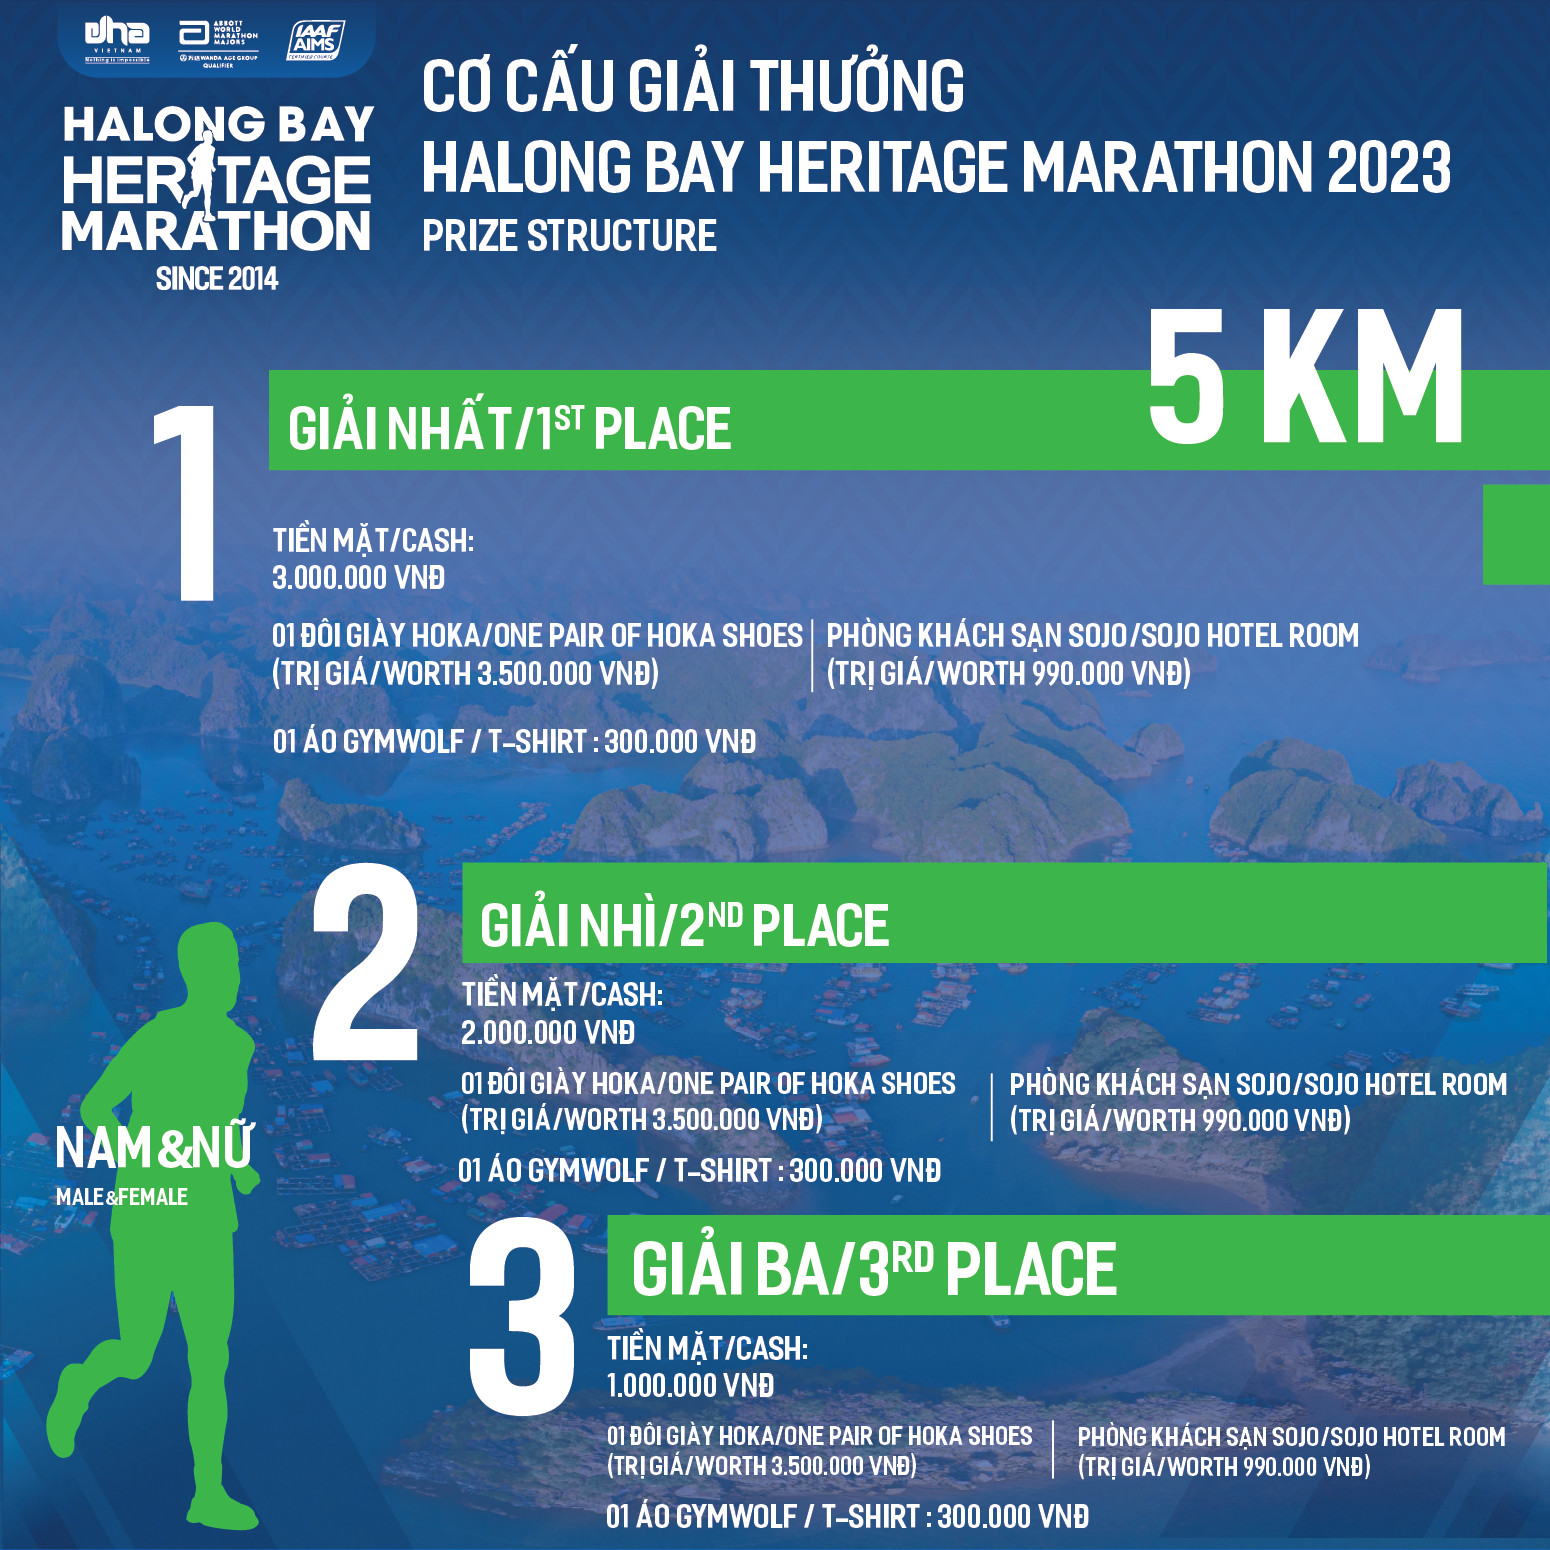 DHA
VIETNAM
Nothing is impossible
ABBOTT
WORLD
MARATHON
MAJORS
WANDA AGE GROUP
QUALIFIER
IAAF
AIMS
CERTIFIED COURSE
HALONG BAY
HERITAGE
MARATHON
SINCE 2014
CƠ CẤU GIẢI THƯỞNG
HALONG BAY HERITAGE MARATHON 2023
PRIZE STRUCTURE
5 KM
1
GIẢI NHẤT/1ST PLACE
TIỀN MẶT/CASH:
3.000.000 VNĐ
01 ĐÔI GIÀY HOKA/ONE PAIR OF HOKA SHOES
(TRỊ GIÁ/WORTH 3.500.000 VNĐ)
PHÒNG KHÁCH SẠN SOJO/SOJO HOTEL ROOM
(TRỊ GIÁ/WORTH 990.000 VNĐ)
01 ÁO GYMWOLF / T-SHIRT : 300.000 VNĐ
2
GIẢI NHÌ/2ND PLACE
TIỀN MẶT/CASH:
2.000.000 VNĐ
01 ĐÔI GIÀY HOKA/ONE PAIR OF HOKA SHOES
(TRỊ GIÁ/WORTH 3.500.000 VNĐ)
PHÒNG KHÁCH SẠN SOJO/SOJO HOTEL ROOM
(TRỊ GIÁ/WORTH 990.000 VNĐ)
01 ÁO GYMWOLF / T-SHIRT : 300.000 VNĐ
NAM&NỮ
MALE&FEMALE
3
GIẢI BA/3RD PLACE
TIỀN MẶT/CASH:
1.000.000 VNĐ
01 ĐÔI GIÀY HOKA/ONE PAIR OF HOKA SHOES
(TRỊ GIÁ/WORTH 3.500.000 VNĐ)
PHÒNG KHÁCH SẠN SOJO/SOJO HOTEL ROOM
(TRỊ GIÁ/WORTH 990.000 VNĐ)
01 ÁO GYMWOLF / T-SHIRT : 300.000 VNĐ